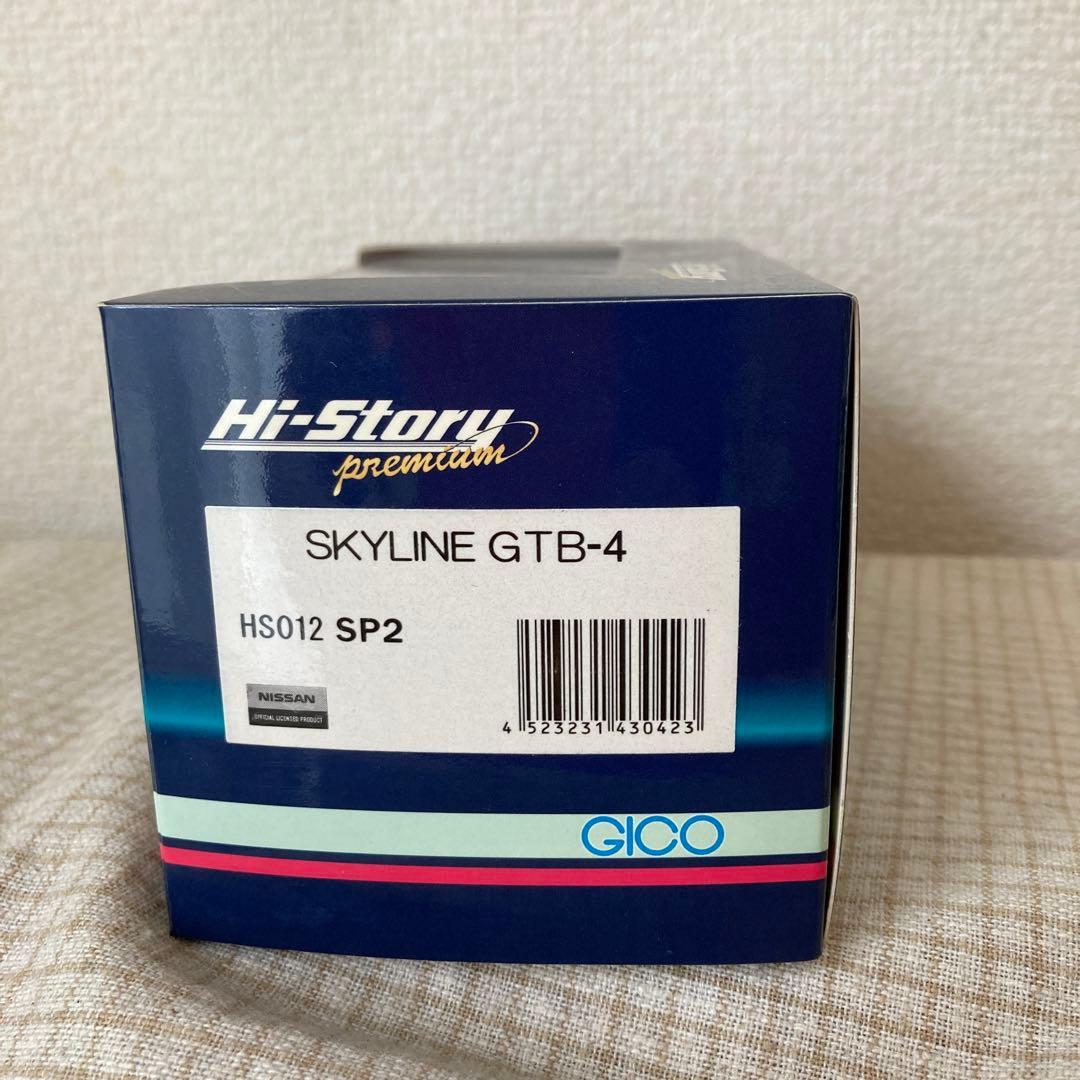 Hi-Story
premium
SKYLINE GTB-4
HS012 SP2
NISSAN
OFFICIAL LICENSED PRODUCT
4 523231 430423
GICO